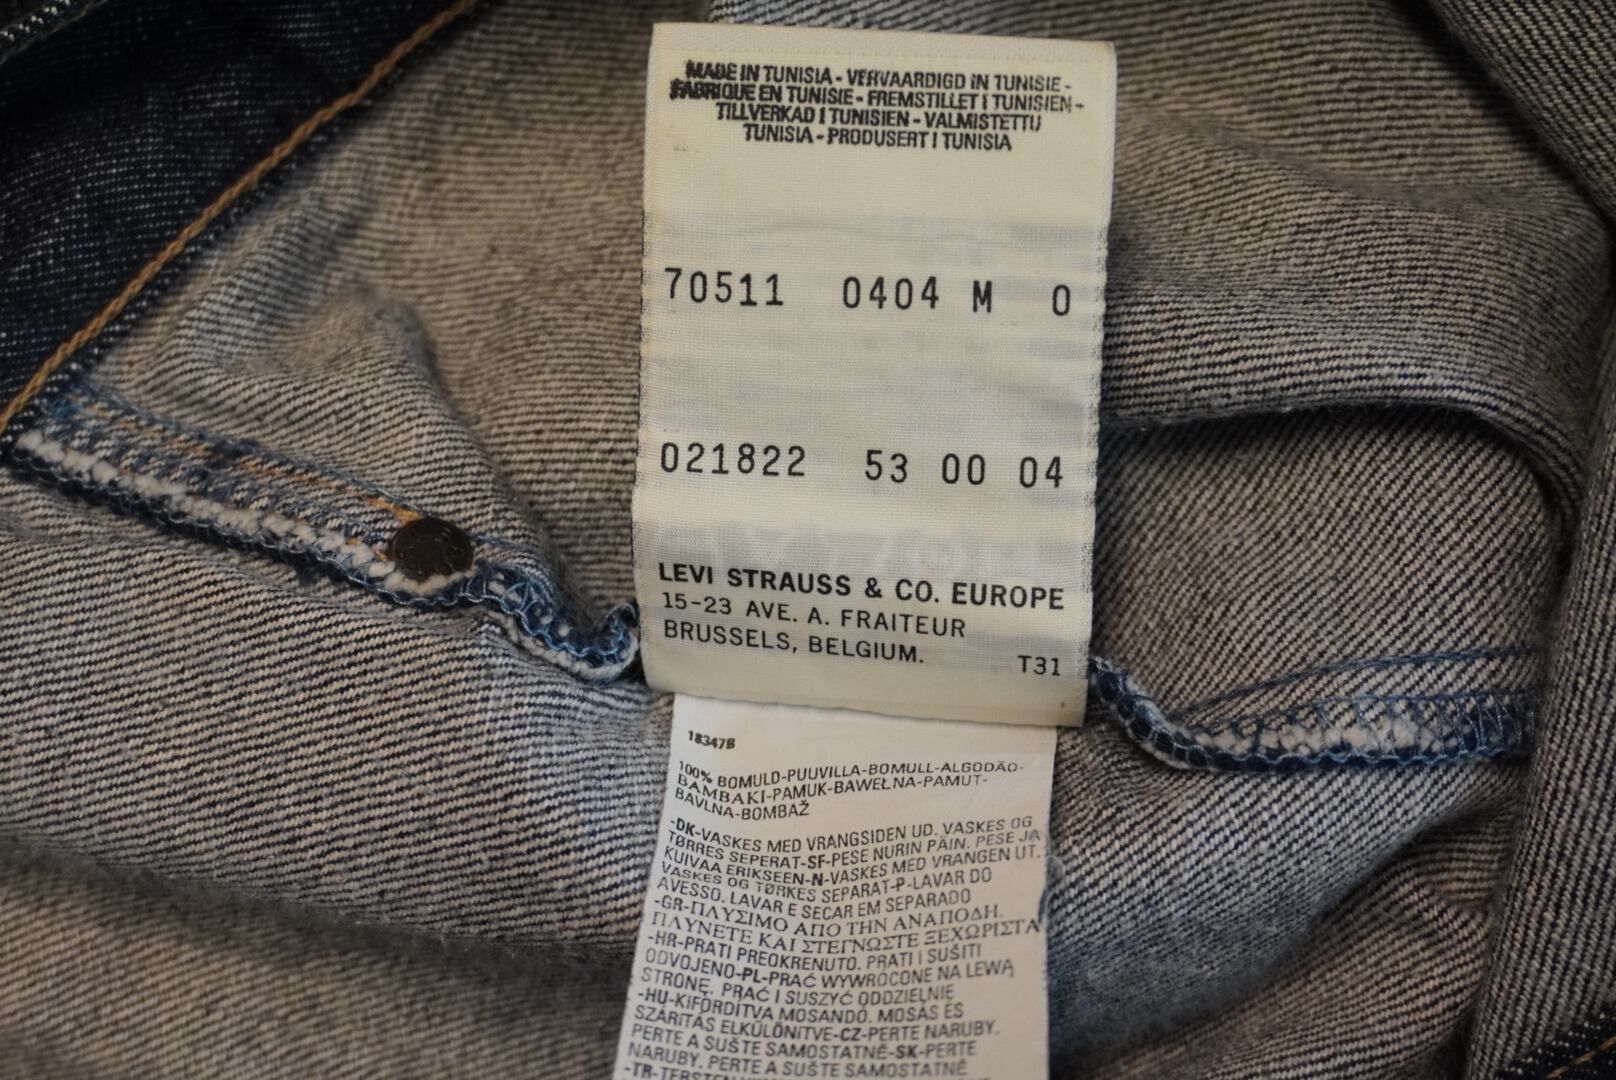 MADE IN TUNISIA - VERVAARDIGD IN TUNISIE -
FABRIQUE EN TUNISIE - FREMSTILLET I TUNISIEN -
TILLVERKAD I TUNISIEN - VALMISTETTU
TUNISIA - PRODUSERT I TUNISIA
70511 0404 M 0
021822 53 00 04
LEVI STRAUSS & CO. EUROPE
15-23 AVE. A. FRAITEUR
BRUSSELS, BELGIUM. T31
18347B
100% BOMULD-PUUVILLA-BOMULL-ALGODÃO-
BAMBAKI-PAMUK-BAWEŁNA-PAMUT-
BAVLNA-BOMBAŽ
-DK-VASKES MED VRANGSIDEN UD. VASKES OG
TØRRES SEPERAT-SF-PESE NURIN PÄIN. PESE JA
KUIVAA ERIKSEEN-N-VASKES MED VRANGEN UT.
VASKES OG TØRKES SEPARAT-P-LAVAR DO
AVESSO. LAVAR E SECAR EM SEPARADO
-GR-ΠΛΥΣΙΜΟ ΑΠΟ ΤΗΝ ΑΝΑΠΟΔΗ.
ΠΛΥΝΕΤΕ ΚΑΙ ΣΤΕΓΝΩΣΤΕ ΞΕΧΩΡΙΣΤΑ
-HR-PRATI PREOKRENUTO. PRATI I SUŠITI
ODVOJENO-PL-PRAĆ WYWROCONE NA LEWĄ
STRONĘ. PRAĆ I SUSZYĆ ODDZIELNIE
-HU-KIFORDÍTVA MOSANDÓ. MOSÁS ÉS
SZÁRÍTÁS ELKÜLÖNITVE-CZ-PERTE NARUBY.
PERTE A SUŠTE SAMOSTATNĚ-SK-PERTE
NARUBY. PERTE A SUŠTE SAMOSTATNĚ